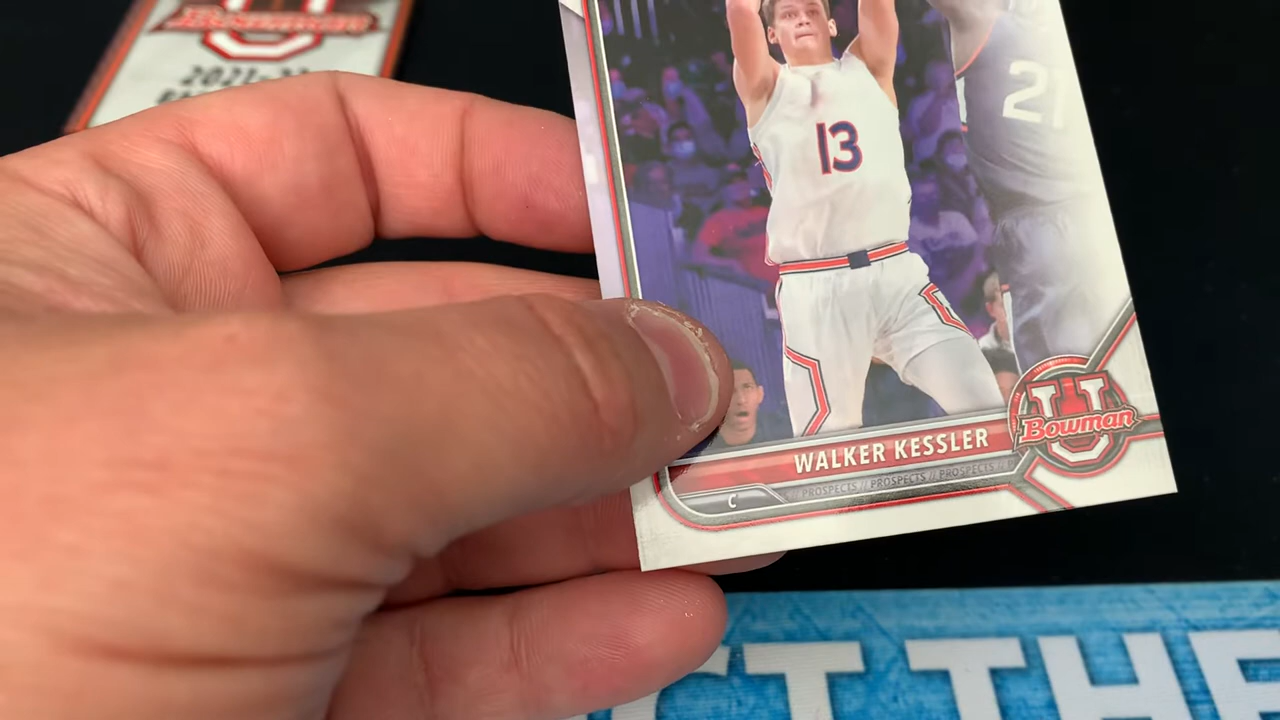 Bowman
2021-22
13
21
WALKER KESSLER
U
Bowman
C
PROSPECTS // PROSPECTS // PROSPECTS //
THE